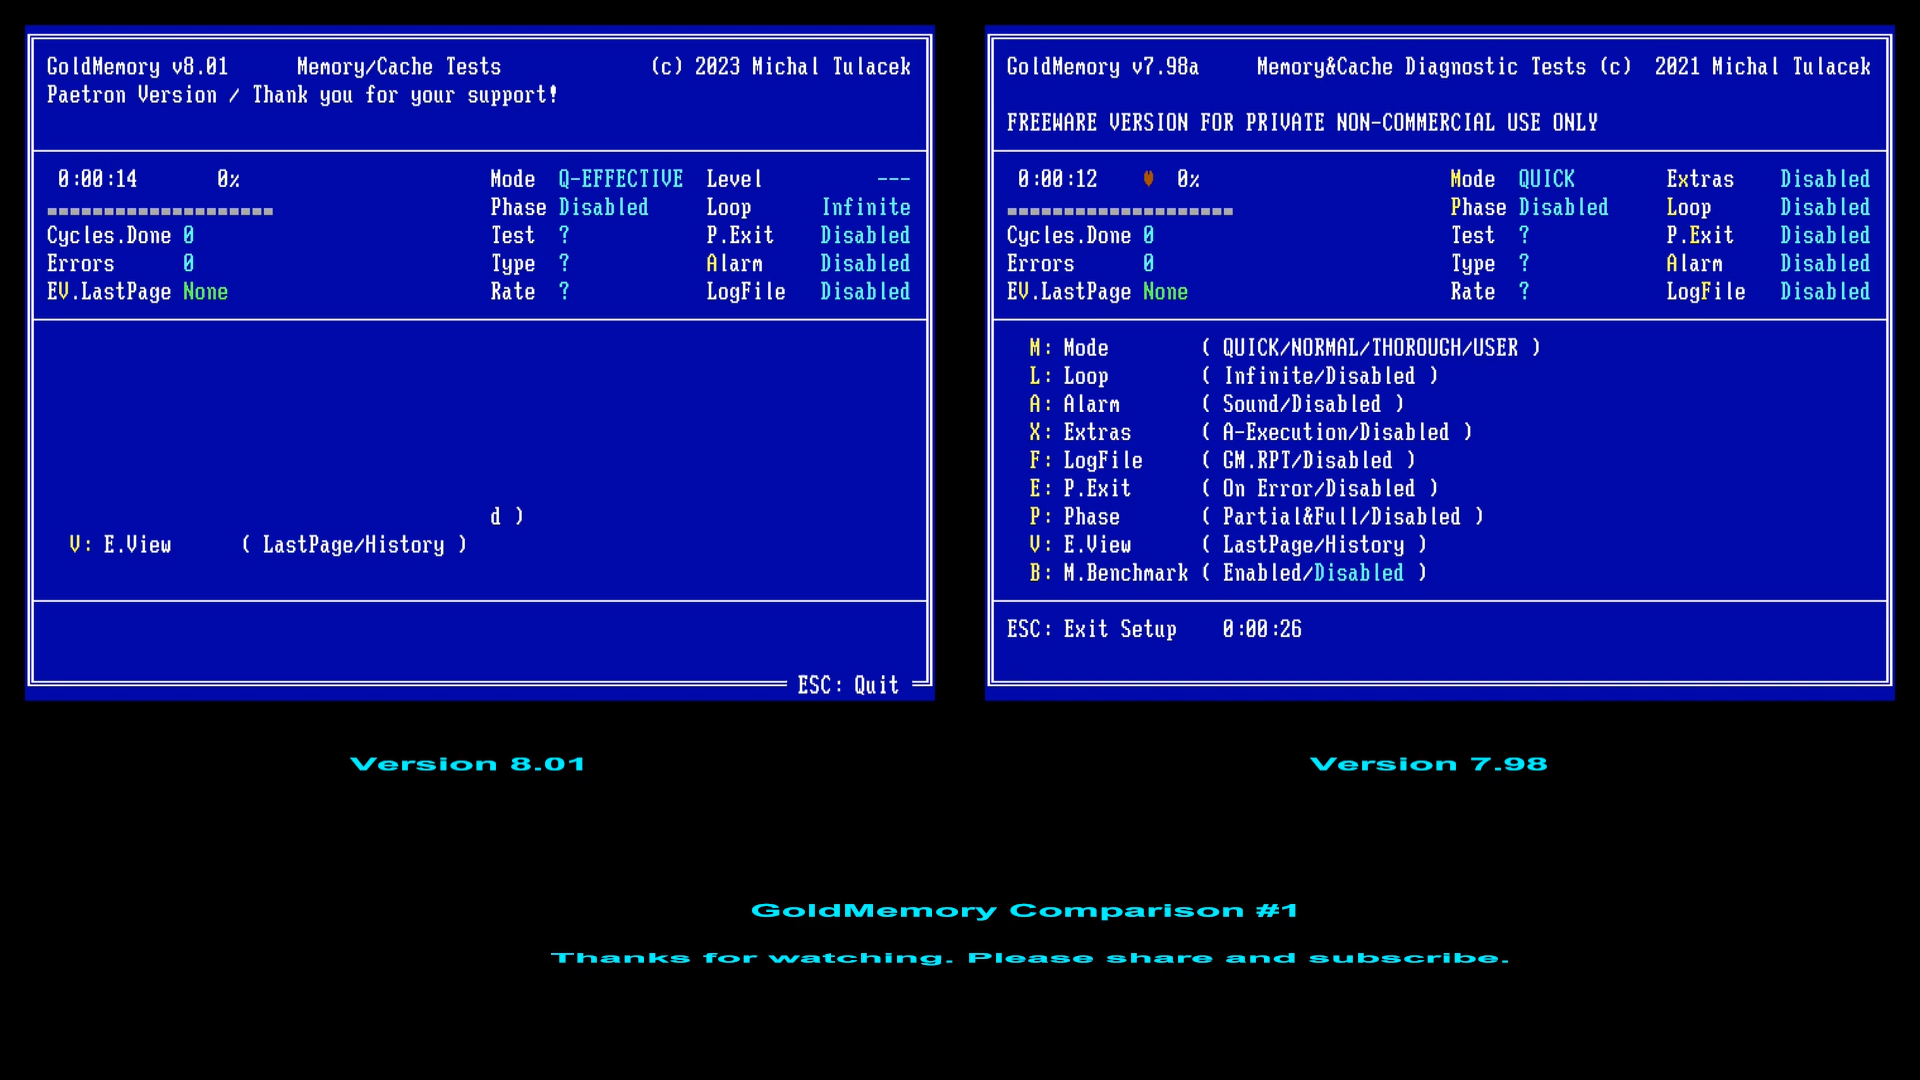 GoldMemory v8.01 Memory/Cache Tests (c) 2023 Michal Tulacek
Paetron Version / Thank you for your support!
0:00:14 0%
Mode Q-EFFECTIVE Level ---
Phase Disabled Loop Infinite
Cycles.Done 0 Test ? P.Exit Disabled
Errors 0 Type ? Alarm Disabled
EV.LastPage None Rate ? LogFile Disabled
d )
V: E.View ( LastPage/History )
ESC: Quit
GoldMemory v7.98a Memory&Cache Diagnostic Tests (c) 2021 Michal Tulacek
FREEWARE VERSION FOR PRIVATE NON-COMMERCIAL USE ONLY
0:00:12 0%
Mode QUICK Extras Disabled
Phase Disabled Loop Disabled
Cycles.Done 0 Test ? P.Exit Disabled
Errors 0 Type ? Alarm Disabled
EV.LastPage None Rate ? LogFile Disabled
M: Mode ( QUICK/NORMAL/THOROUGH/USER )
L: Loop ( Infinite/Disabled )
A: Alarm ( Sound/Disabled )
X: Extras ( A-Execution/Disabled )
F: LogFile ( GM.RPT/Disabled )
E: P.Exit ( On Error/Disabled )
P: Phase ( Partial&Full/Disabled )
V: E.View ( LastPage/History )
B: M.Benchmark ( Enabled/Disabled )
ESC: Exit Setup 0:00:26
Version 8.01
Version 7.98
GoldMemory Comparison #1
Thanks for watching. Please share and subscribe.